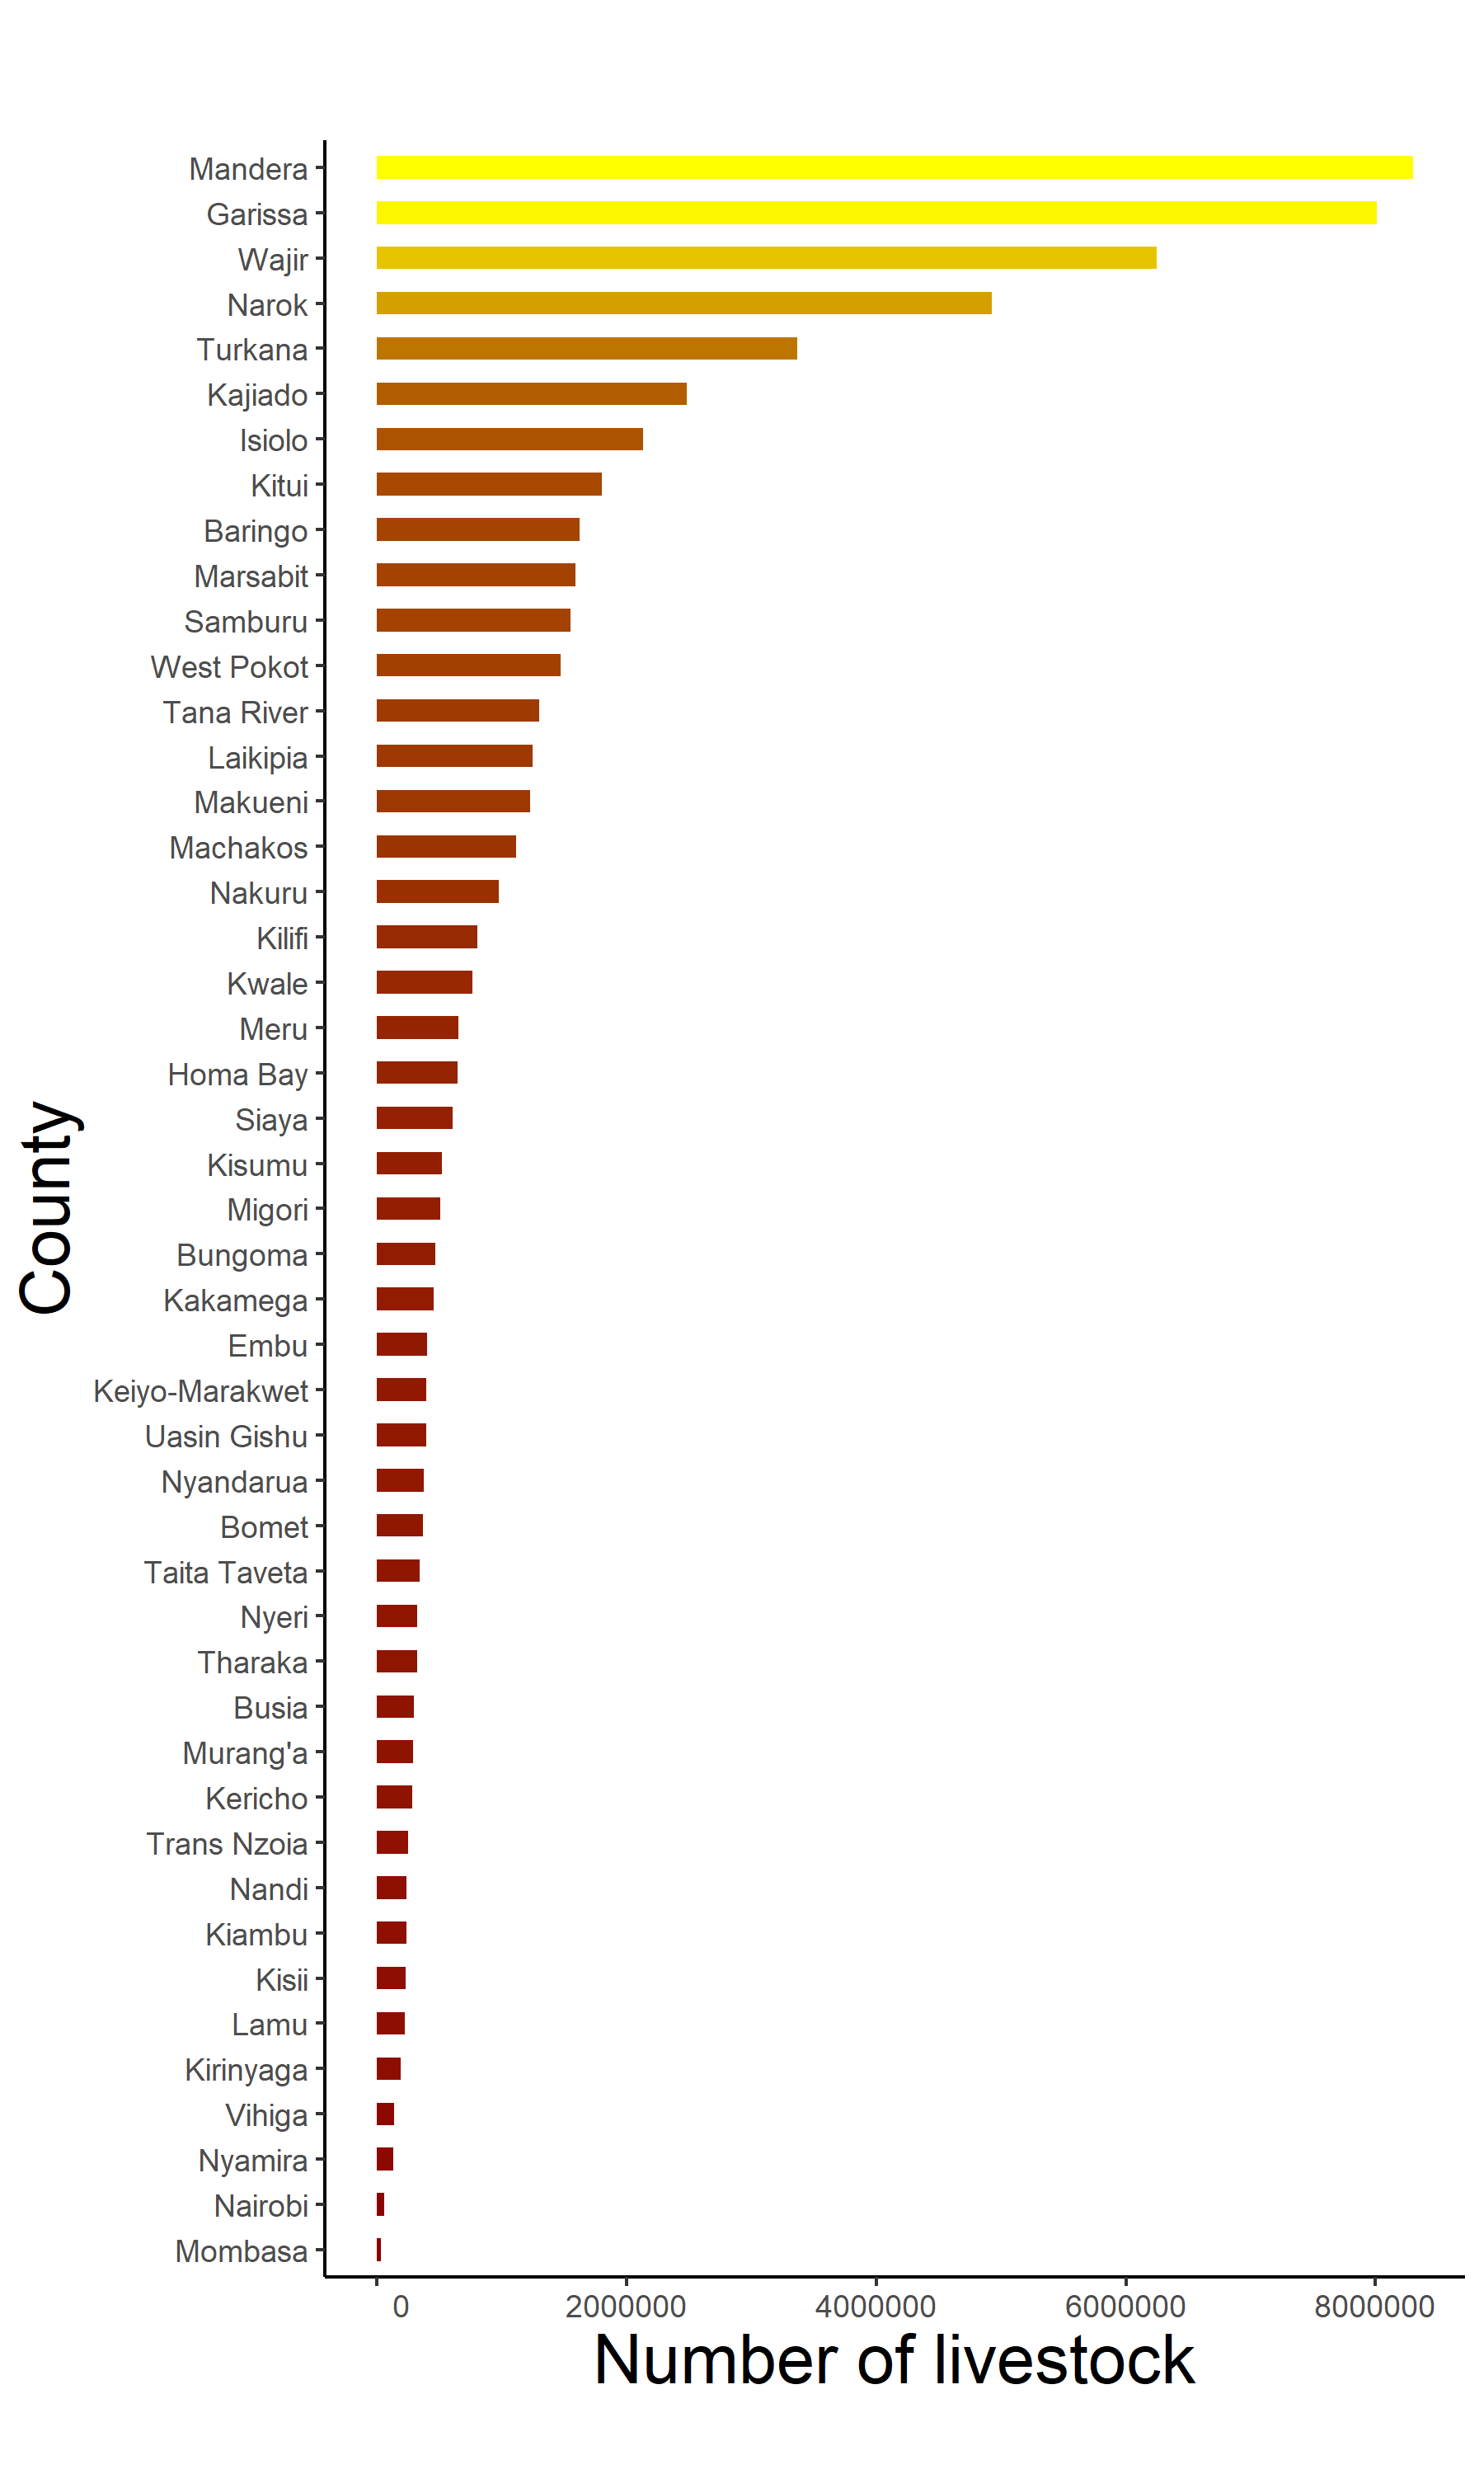 Mandera
Garissa
Wajir
Narok
Turkana
Kajiado
Isiolo
Kitui
Baringo
Marsabit
Samburu
West Pokot
Tana River
Laikipia
Makueni
Machakos
Nakuru
Kilifi
Kwale
Meru
Homa Bay
Siaya
Kisumu
Migori
Bungoma
Kakamega
Embu
Keiyo-Marakwet
Uasin Gishu
Nyandarua
Bomet
Taita Taveta
Nyeri
Tharaka
Busia
Murang'a
Kericho
Trans Nzoia
Nandi
Kiambu
Kisii
Lamu
Kirinyaga
Vihiga
Nyamira
Nairobi
Mombasa
County
0 2000000 4000000 6000000 8000000
Number of livestock